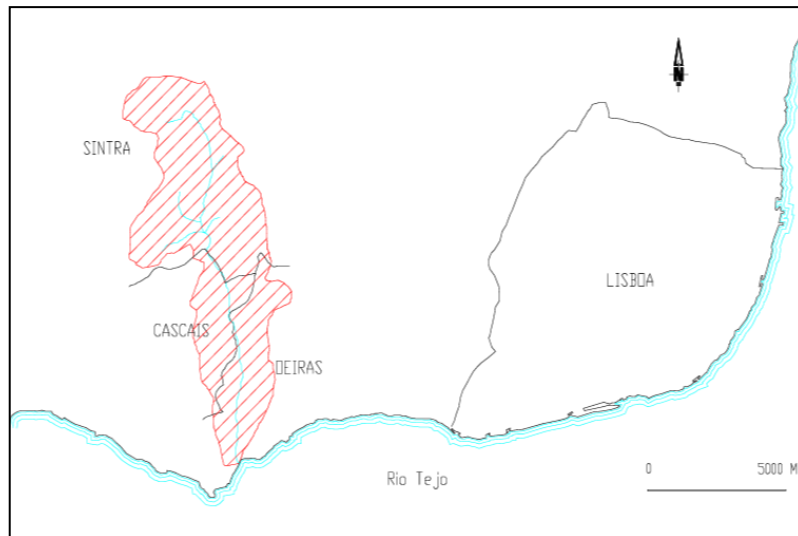 N
SINTRA
LISBOA
CASCAIS
OEIRAS
Rio Tejo
0 5000 M